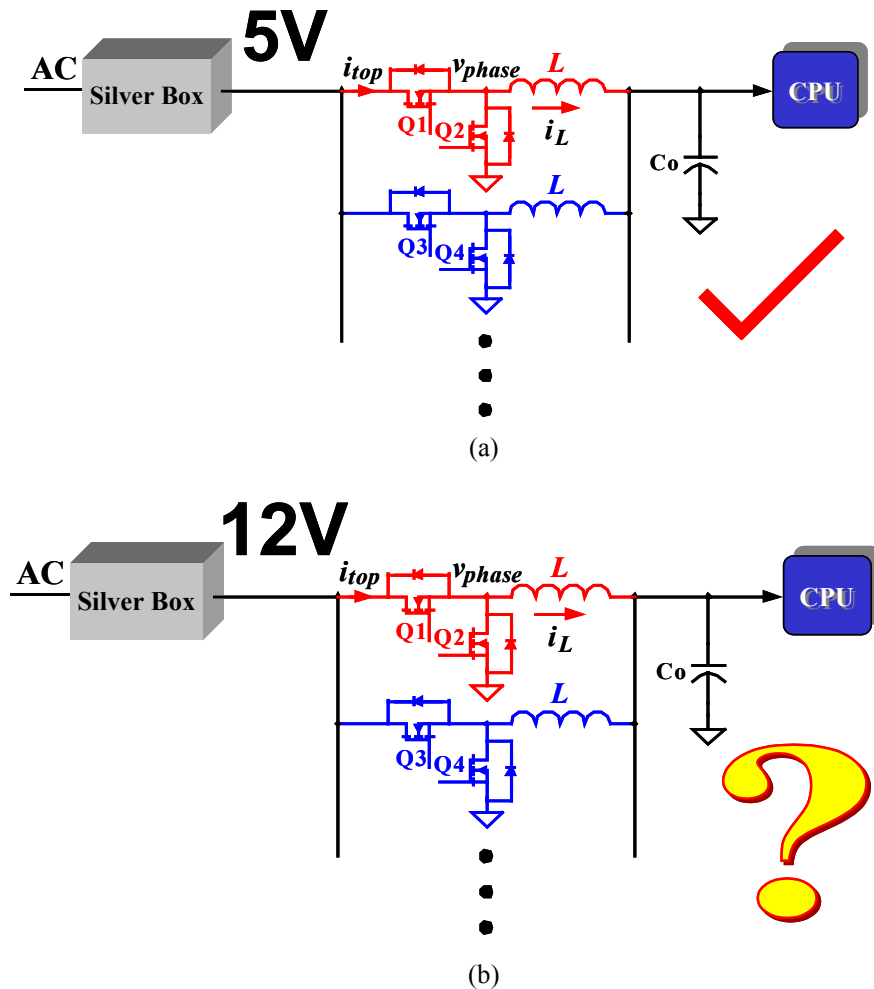 5V
AC
Silver Box
i_top
v_phase
L
CPU
Q1
Q2
i_L
Co
L
Q3
Q4
(a)
12V
AC
Silver Box
i_top
v_phase
L
CPU
Q1
Q2
i_L
Co
L
Q3
Q4
?
(b)